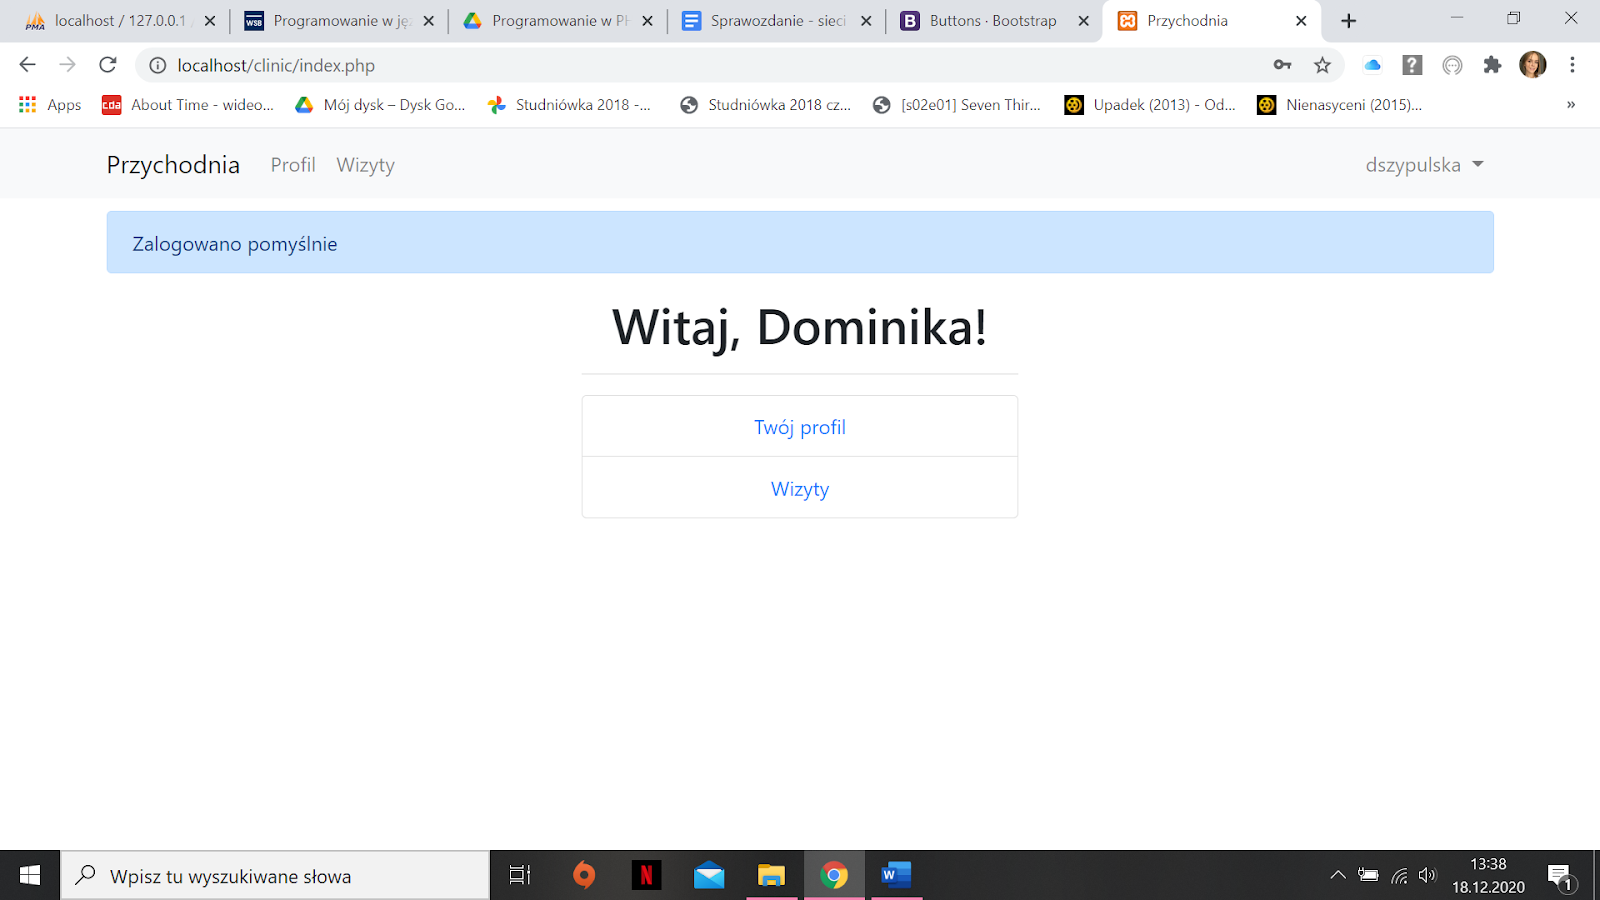 localhost / 127.0.0.1 /
Programowanie w ję
Programowanie w PH
Sprawozdanie - sieci
Buttons · Bootstrap
Przychodnia
localhost/clinic/index.php
Apps
About Time - wideo...
Mój dysk – Dysk Go...
Studniówka 2018 -...
Studniówka 2018 cz...
[s02e01] Seven Thir...
Upadek (2013) - Od...
Nienasyceni (2015)...
»
Przychodnia Profil Wizyty dszypulska
Zalogowano pomyślnie
Witaj, Dominika!
Twój profil
Wizyty
Wpisz tu wyszukiwane słowa
13:38
18.12.2020
1